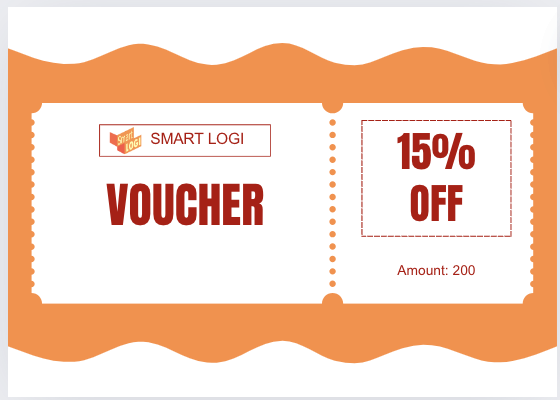 Smart
LOGI
SMART LOGI
VOUCHER
15%
OFF
Amount: 200